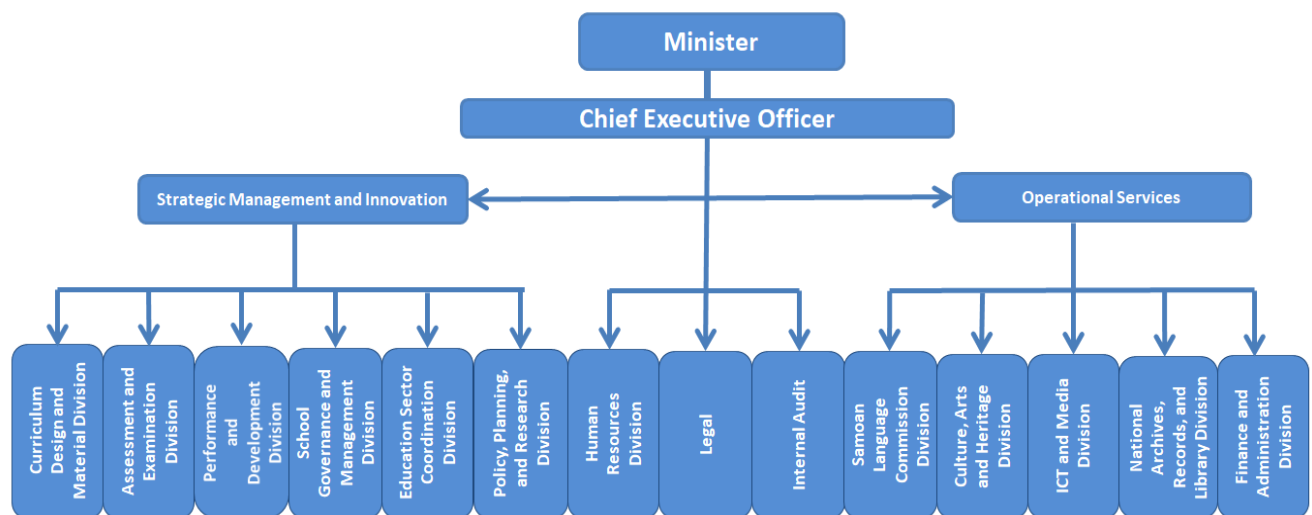 Minister
Chief Executive Officer
Strategic Management and Innovation
Operational Services
Curriculum
Design and
Material Division
Assessment and
Examination
Division
Performance
and
Development
Division
School
Governance and
Management
Division
Education Sector
Coordination
Division
Policy, Planning,
and Research
Division
Human
Resources
Division
Legal
Internal Audit
Samoan
Language
Commission
Division
Culture, Arts
and Heritage
Division
ICT and Media
Division
National
Archives,
Records, and
Library Division
Finance and
Administration
Division